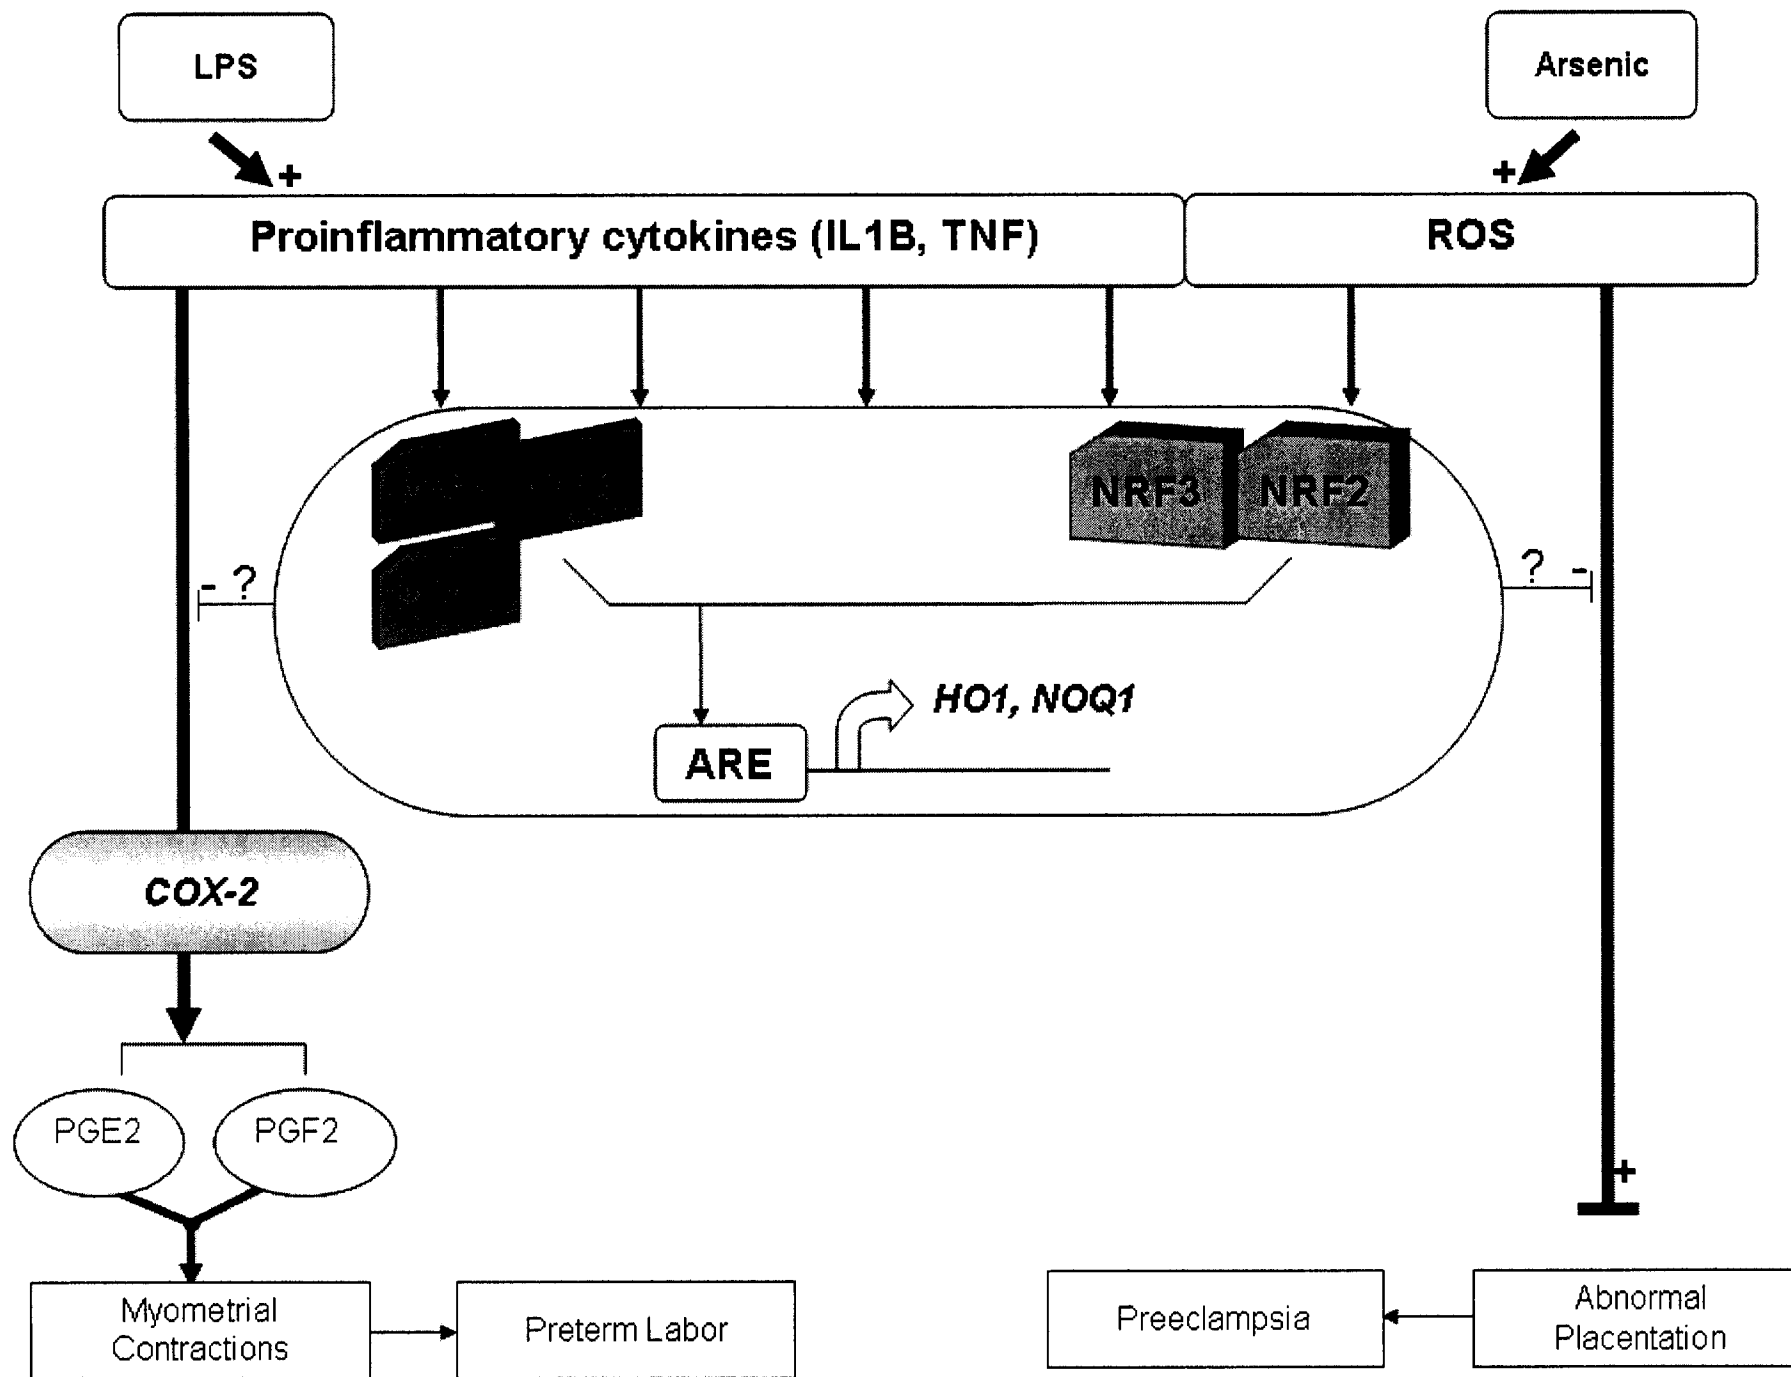 LPS
Arsenic
+
+
Proinflammatory cytokines (IL1B, TNF)
ROS
NRF3
NRF2
- ?
? -
HO1, NOQ1
ARE
COX-2
PGE2
PGF2
+
Myometrial
Contractions
Preterm Labor
Preeclampsia
Abnormal
Placentation